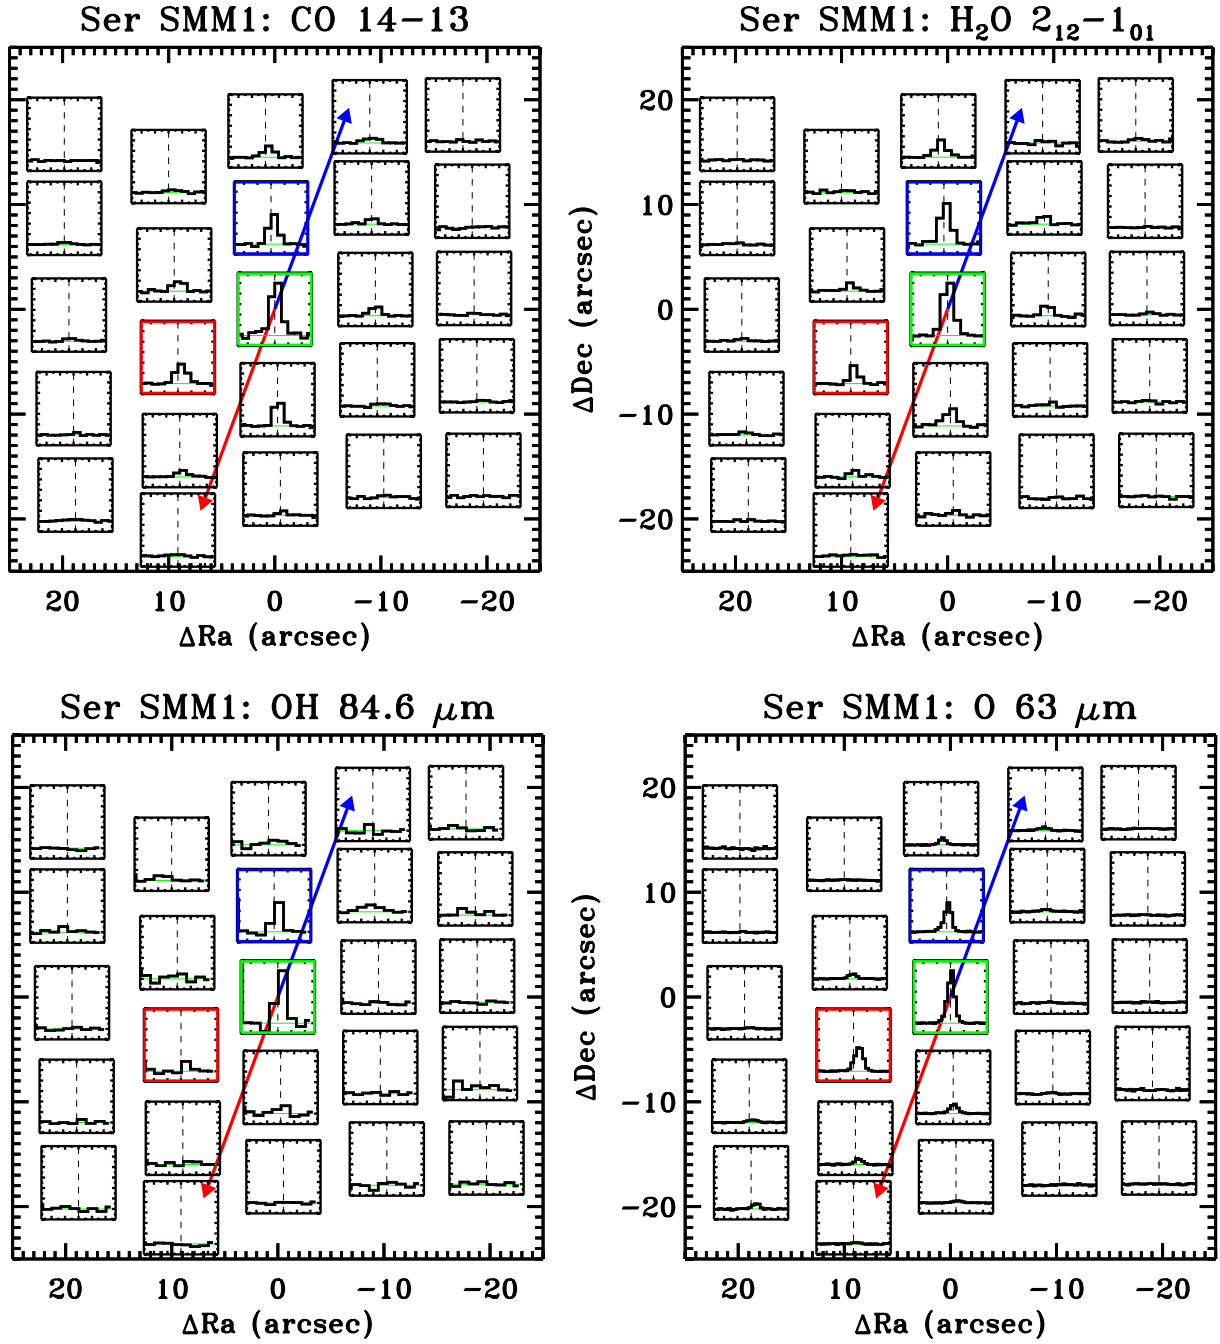 Ser SMM1: CO 14−13
Ser SMM1: H₂O 2₁₂−1₀₁
20
10
0
−10
−20
ΔDec (arcsec)
20 10 0 −10 −20
20 10 0 −10 −20
ΔRa (arcsec)
ΔRa (arcsec)
Ser SMM1: OH 84.6 μm
Ser SMM1: O 63 μm
20
10
0
−10
−20
ΔDec (arcsec)
20 10 0 −10 −20
20 10 0 −10 −20
ΔRa (arcsec)
ΔRa (arcsec)